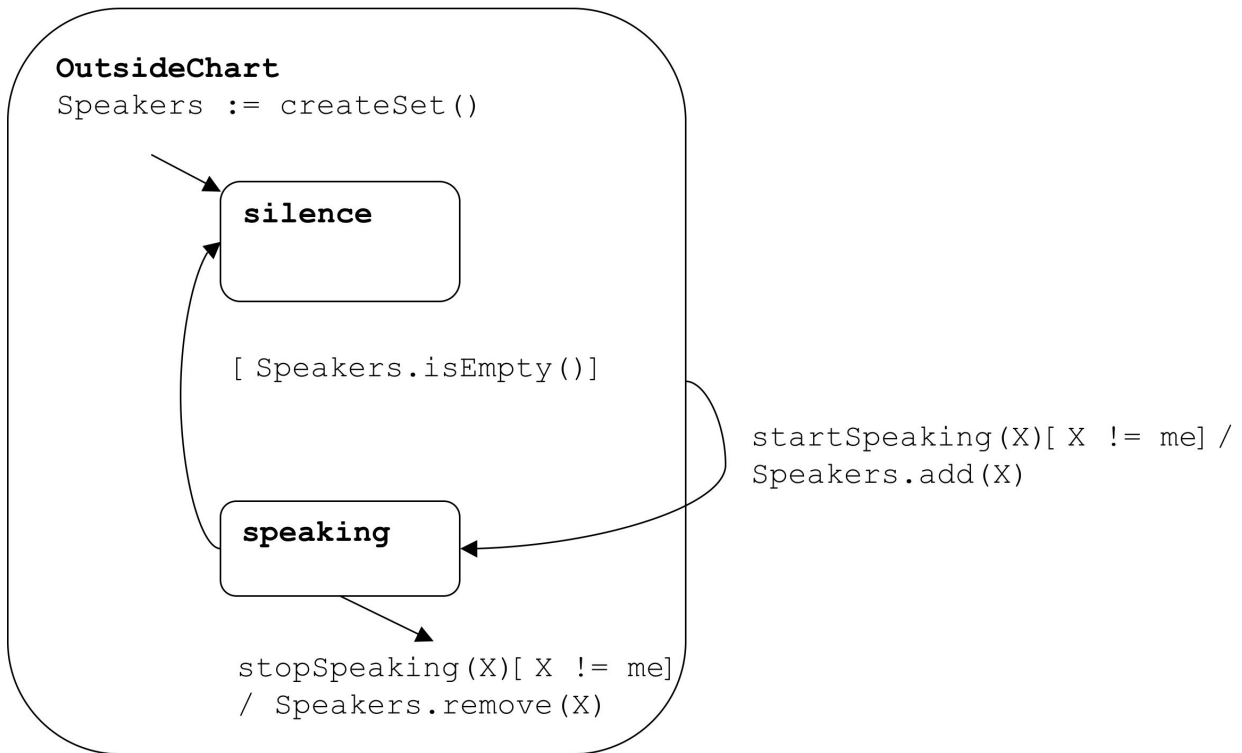 OutsideChart
Speakers := createSet()
silence
[ Speakers.isEmpty()]
startSpeaking(X)[ X != me] /
Speakers.add(X)
speaking
stopSpeaking(X)[ X != me]
/ Speakers.remove(X)